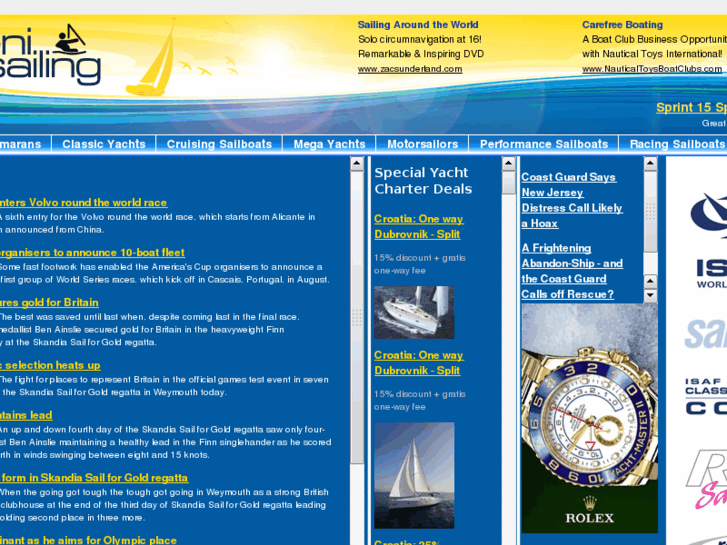 ni
sailing
Sailing Around the World
Solo circumnavigation at 16!
Remarkable & Inspiring DVD
www.zacsunderland.com
Carefree Boating
A Boat Club Business Opportunit
with Nautical Toys International!
www.NauticalToysBoatClubs.com
Sprint 15 Sp
Great
marans
Classic Yachts
Cruising Sailboats
Mega Yachts
Motorsailors
Performance Sailboats
Racing Sailboats
nters Volvo round the world race
A sixth entry for the Volvo round the world race. which starts from Alicante in
n announced from China.
organisers to announce 10-boat fleet
Some fast footwork has enabled the America's Cup organisers to announce a
first group of World Series races. which kick off in Cascais. Portugal. in August.
ures gold for Britain
The best was saved until last when. despite coming last in the final race.
medallist Ben Ainslie secured gold for Britain in the heavyweight Finn
y at the Skandia Sail for Gold regatta.
c selection heats up
The fight for places to represent Britain in the official games test event in seven
the Skandia Sail for Gold regatta in Weymouth today.
ntains lead
An up and down fourth day of the Skandia Sail for Gold regatta saw only four-
st Ben Ainslie maintaining a healthy lead in the Finn singlehander as he scored
rth in winds swinging between eight and 15 knots.
form in Skandia Sail for Gold regatta
When the going got tough the tough got going in Weymouth as a strong British
clubhouse at the end of the third day of Skandia Sail for Gold regatta leading
olding second place in three more.
inant as he aims for Olympic place
Special Yacht
Charter Deals
Croatia: One way
Dubrovnik - Split
15% discount + gratis
one-way fee
Croatia: One way
Dubrovnik - Split
15% discount + gratis
one-way fee
Croatia: 25%
Coast Guard Says
New Jersey
Distress Call Likely
a Hoax
A Frightening
Abandon-Ship - and
the Coast Guard
Calls off Rescue?
YACHT-MASTER
ROLEX
IS
WORL
sai
ISAF
CLASS
CO
R
Sa